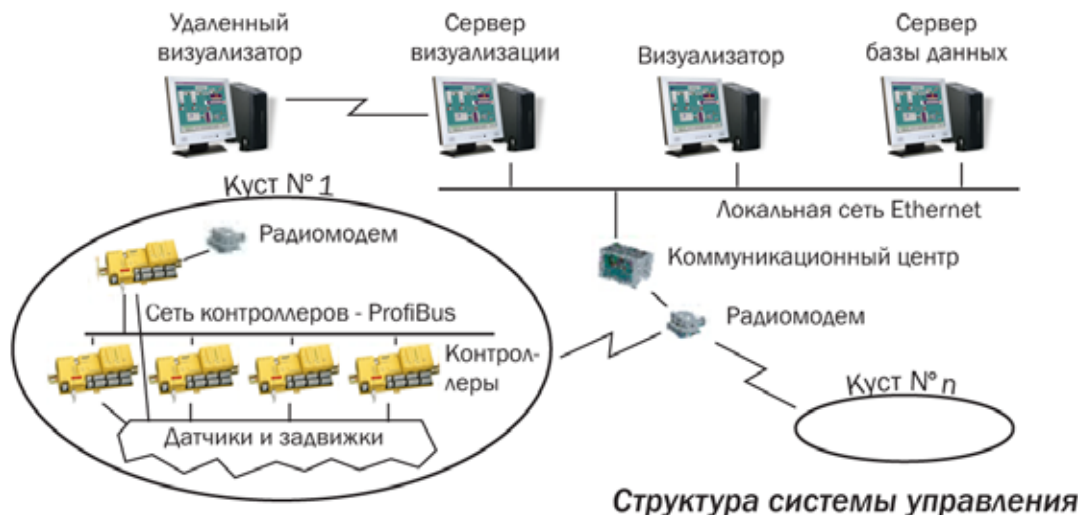 Удаленный
визуализатор
Сервер
визуализации
Визуализатор
Сервер
базы данных
Куст № 1
Локальная сеть Ethernet
Радиомодем
Коммуникационный центр
Сеть контроллеров - ProfiBus
Радиомодем
Контрол-
леры
Куст № n
Датчики и задвижки
Структура системы управления